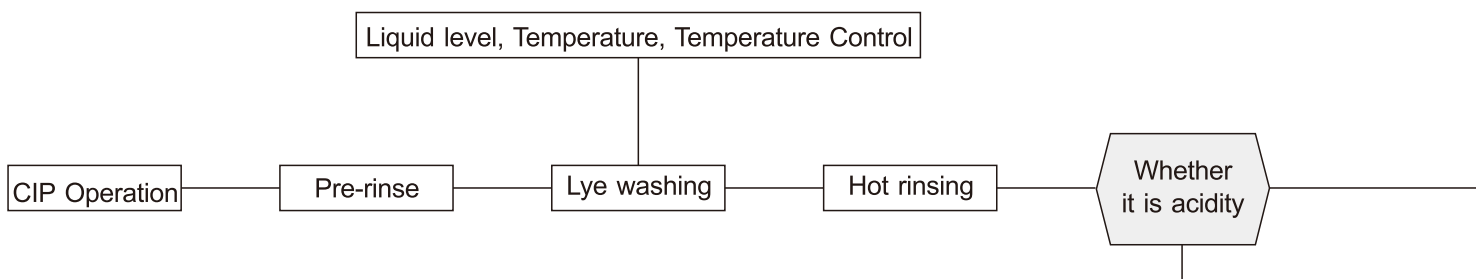 Liquid level, Temperature, Temperature Control
CIP Operation
Pre-rinse
Lye washing
Hot rinsing
Whether
it is acidity